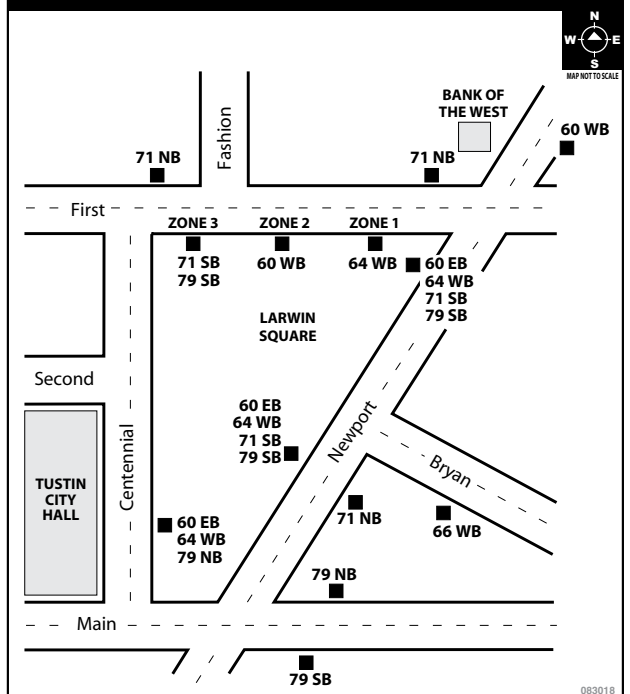 N
W E
S
MAP NOT TO SCALE
BANK OF
THE WEST
60 WB
Fashion
71 NB
71 NB
First
ZONE 3
ZONE 2
ZONE 1
71 SB
79 SB
60 WB
64 WB
60 EB
64 WB
71 SB
79 SB
LARWIN
SQUARE
Second
60 EB
64 WB
71 SB
79 SB
Newport
Bryan
Centennial
TUSTIN
CITY
HALL
60 EB
64 WB
79 NB
71 NB
66 WB
79 NB
Main
79 SB
083018